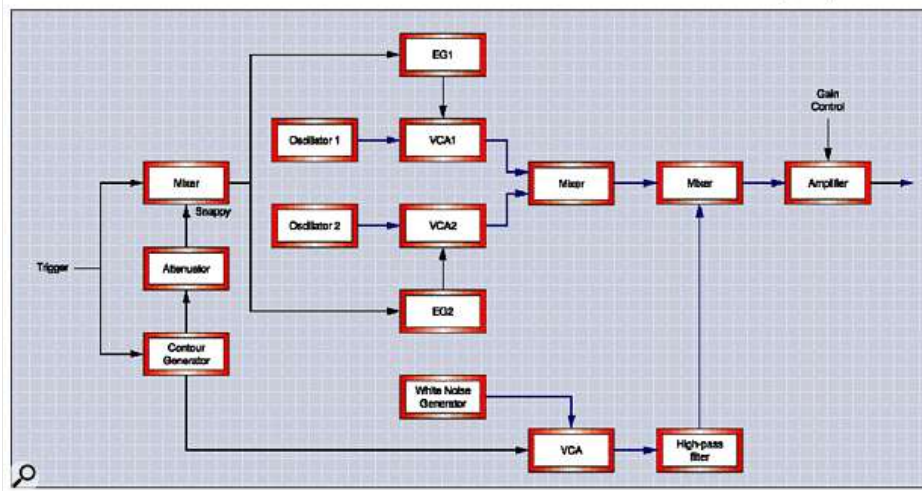 EG1
Gain
Control
Oscillator 1
VCA1
Mixer
Mixer
Mixer
Amplifier
Snappy
Oscillator 2
VCA2
Trigger
Attenuator
EG2
Contour
Generator
White Noise
Generator
VCA
High-pass
filter